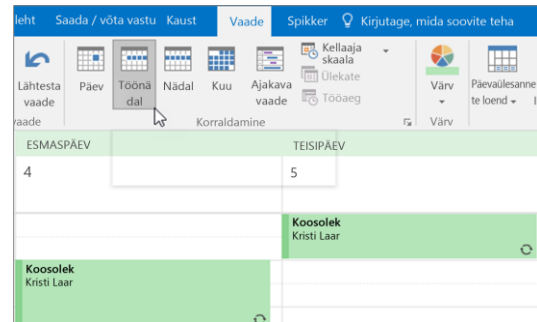 leht Saada / võta vastu Kaust Vaade Spikker Kirjutage, mida soovite teha
Lähtesta vaade
Päev
Töönä dal
Nädal
Kuu
Ajakava vaade
Kellaaja skaala
Ülekate
Tööaeg
Värv
Päevaülesanne te loend
vaade
Korraldamine
Värv
ESMASPÄEV
TEISIPÄEV
4
5
Koosolek
Kristi Laar
Koosolek
Kristi Laar